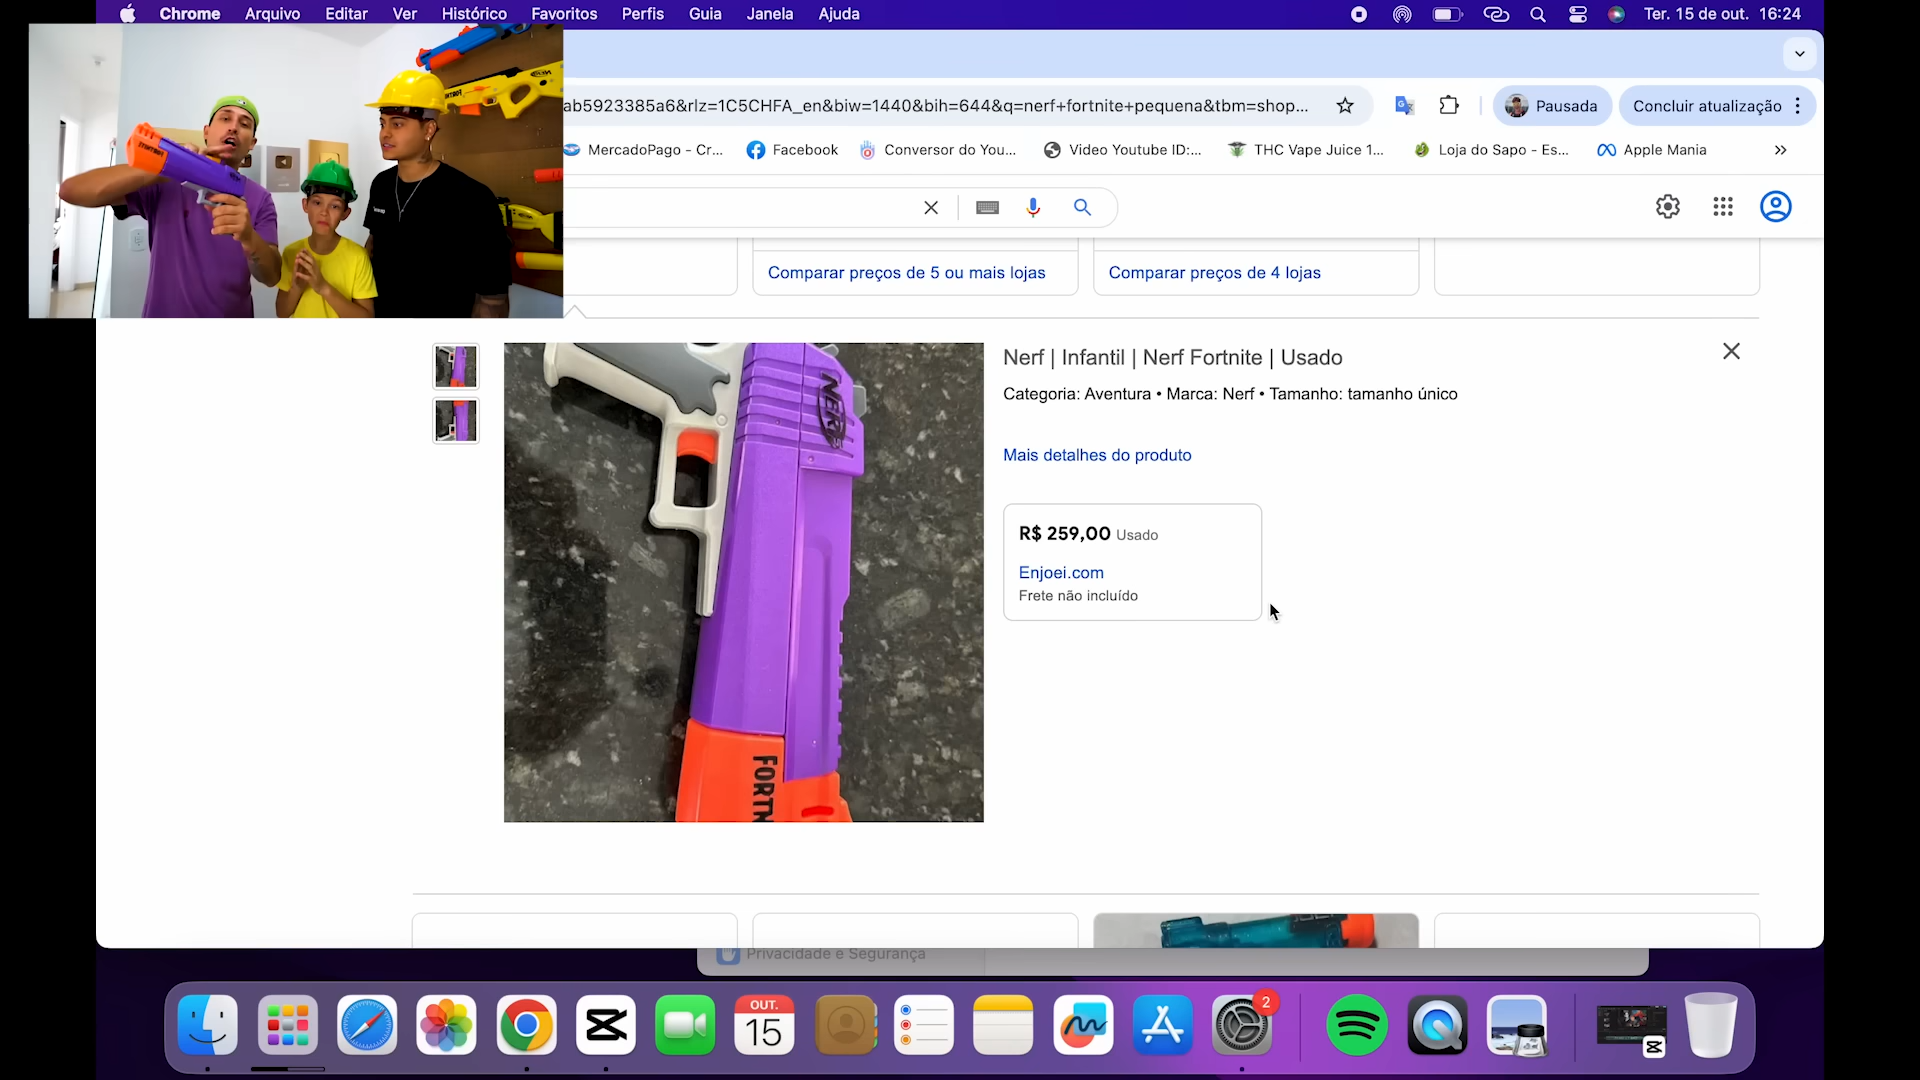 Chrome Arquivo Editar Ver Histórico Favoritos Perfis Guia Janela Ajuda Ter. 15 de out. 16:24
ab5923385a6&rlz=1C5CHFA_en&biw=1440&bih=644&q=nerf+fortnite+pequena&tbm=shop... Pausada Concluir atualização
MercadoPago - Cr... Facebook Conversor do You... Video Youtube ID:... THC Vape Juice 1... Loja do Sapo - Es... Apple Mania »
Comparar preços de 5 ou mais lojas Comparar preços de 4 lojas
Nerf | Infantil | Nerf Fortnite | Usado
Categoria: Aventura • Marca: Nerf • Tamanho: tamanho único
Mais detalhes do produto
R$ 259,00 Usado
Enjoei.com
Frete não incluído
NERF
FORTN
Privacidade e Segurança
OUT.
15
2